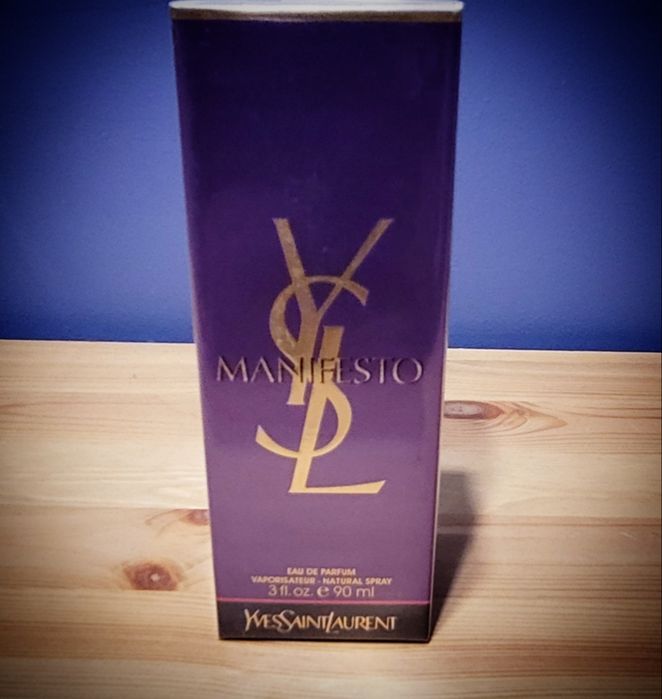 YSL
MANIFESTO
EAU DE PARFUM
VAPORISATEUR - NATURAL SPRAY
3 fl. oz. e 90 ml
YVESSAINTLAURENT